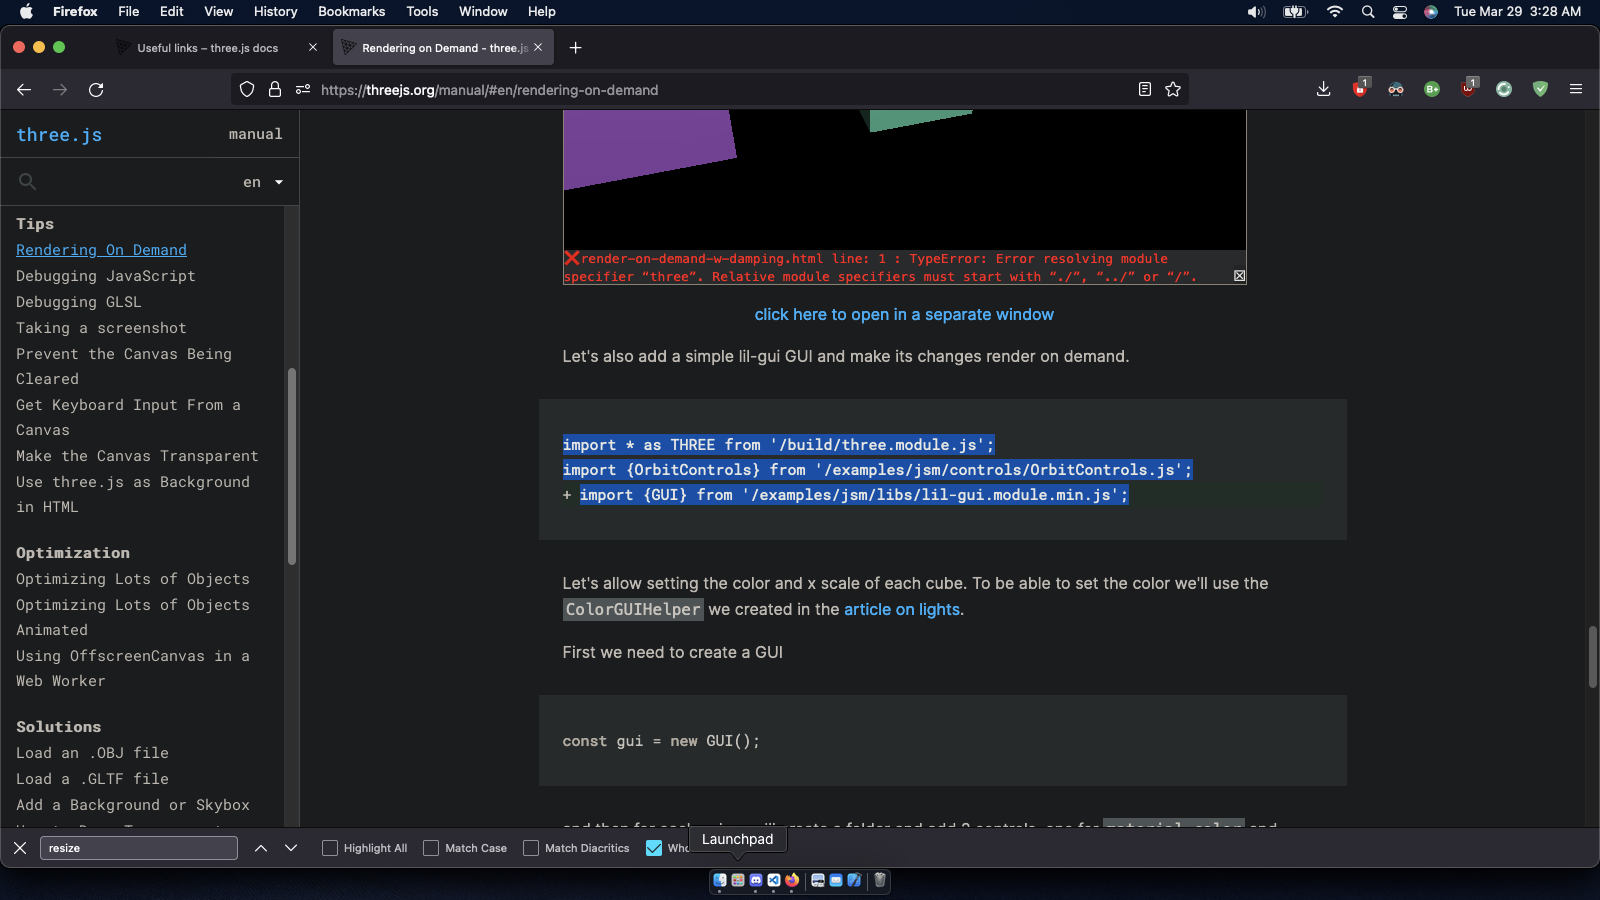 Firefox File Edit View History Bookmarks Tools Window Help
Tue Mar 29 3:28 AM
Useful links – three.js docs
Rendering on Demand - three.js
https://threejs.org/manual/#en/rendering-on-demand
1
1
three.js manual
en
Tips
Rendering On Demand
Debugging JavaScript
Debugging GLSL
Taking a screenshot
Prevent the Canvas Being
Cleared
Get Keyboard Input From a
Canvas
Make the Canvas Transparent
Use three.js as Background
in HTML
Optimization
Optimizing Lots of Objects
Optimizing Lots of Objects
Animated
Using OffscreenCanvas in a
Web Worker
Solutions
Load an .OBJ file
Load a .GLTF file
Add a Background or Skybox
❌render-on-demand-w-damping.html line: 1 : TypeError: Error resolving module
specifier “three”. Relative module specifiers must start with “./”, “../” or “/”.
click here to open in a separate window
Let's also add a simple lil-gui GUI and make its changes render on demand.
import * as THREE from '/build/three.module.js';
import {OrbitControls} from '/examples/jsm/controls/OrbitControls.js';
+ import {GUI} from '/examples/jsm/libs/lil-gui.module.min.js';
Let's allow setting the color and x scale of each cube. To be able to set the color we'll use the
ColorGUIHelper we created in the article on lights.
First we need to create a GUI
const gui = new GUI();
resize
Highlight All
Match Case
Match Diacritics
Who
Launchpad